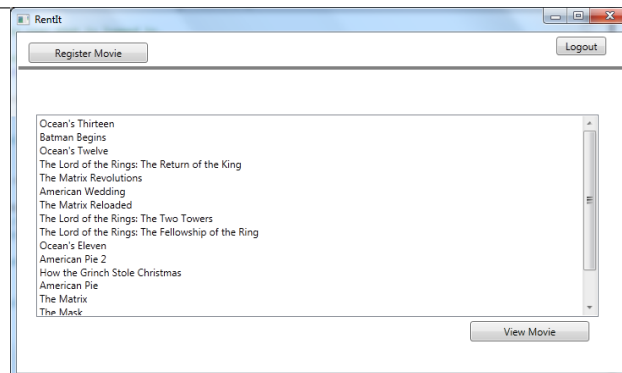 RentIt
Register Movie
Logout
Ocean's Thirteen
Batman Begins
Ocean's Twelve
The Lord of the Rings: The Return of the King
The Matrix Revolutions
American Wedding
The Matrix Reloaded
The Lord of the Rings: The Two Towers
The Lord of the Rings: The Fellowship of the Ring
Ocean's Eleven
American Pie 2
How the Grinch Stole Christmas
American Pie
The Matrix
The Mask
View Movie